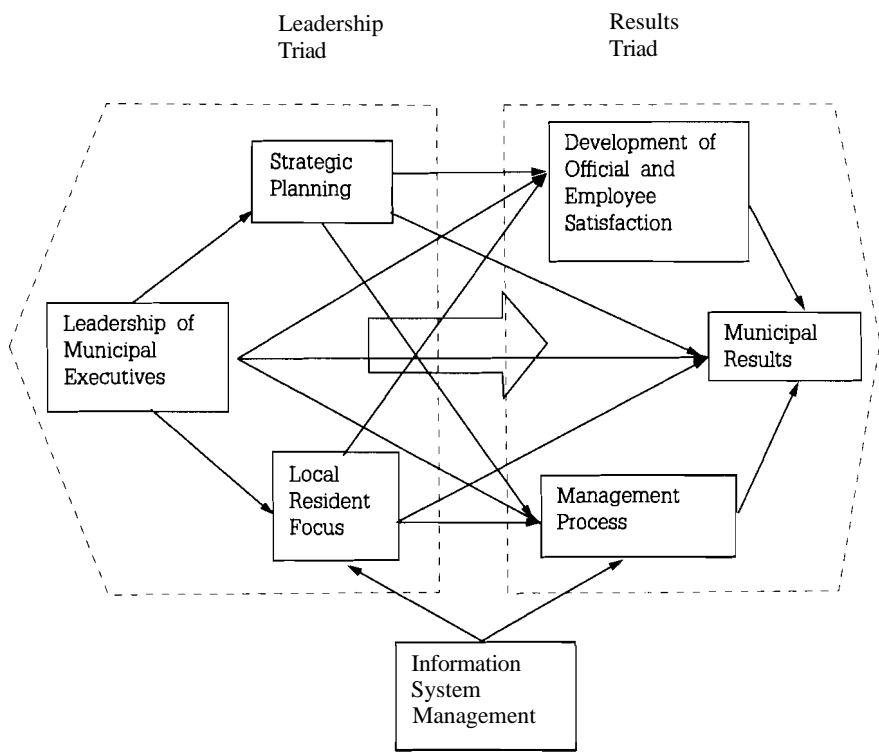 Leadership
Triad
Results
Triad
Strategic
Planning
Development of
Official and
Employee
Satisfaction
Leadership of
Municipal
Executives
Municipal
Results
Local
Resident
Focus
Management
Process
Information
System
Management